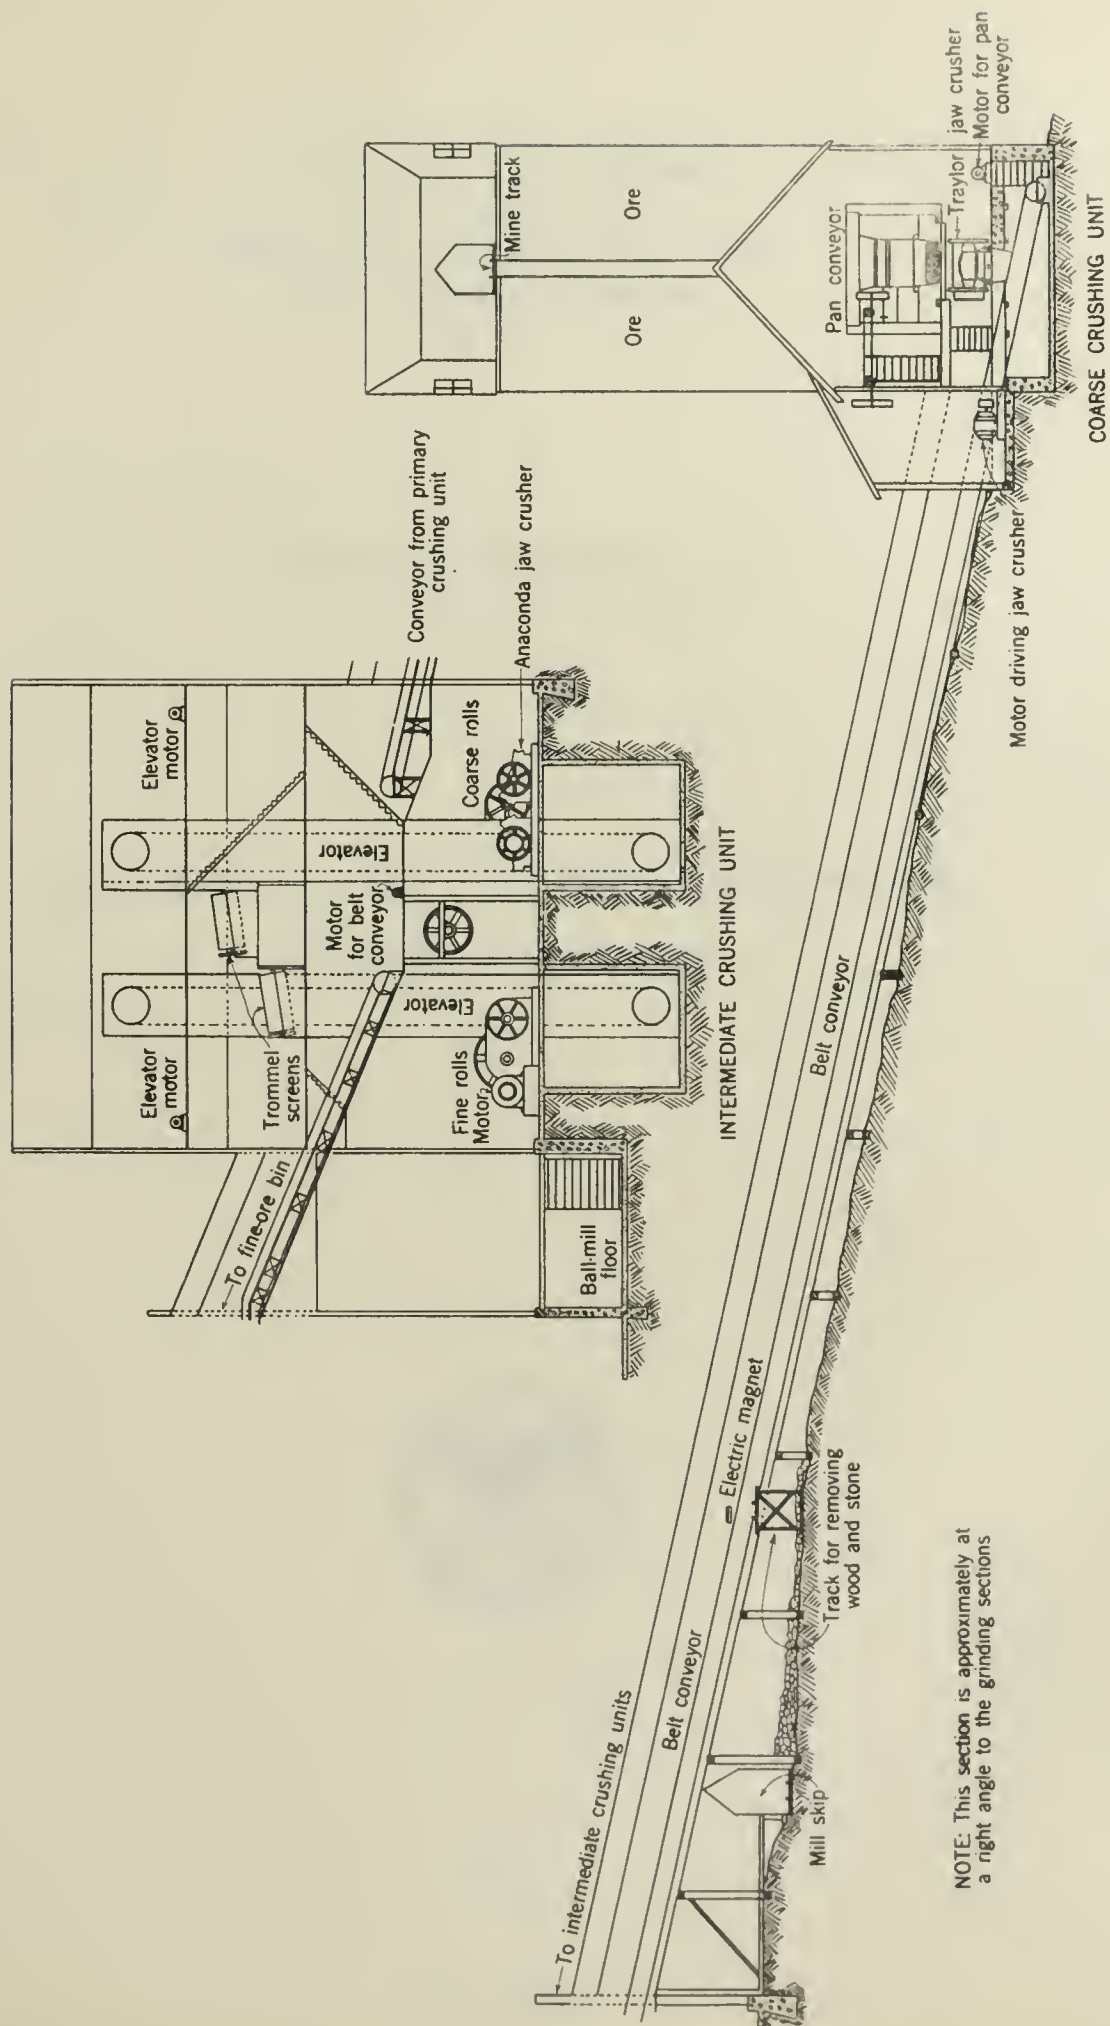 Elevator
motor
Elevator
motor
Trommel
screens
Motor
for belt
conveyor
Elevator
Elevator
To fine-ore bin
Fine rolls
Motor
Coarse rolls
Conveyor from primary
crushing unit
Anaconda jaw crusher
Ball-mill
floor
INTERMEDIATE CRUSHING UNIT
Mine track
Ore
Ore
Pan conveyor
Traylor jaw crusher
Motor for pan
conveyor
Motor driving jaw crusher
COARSE CRUSHING UNIT
To intermediate crushing units
Belt conveyor
Belt conveyor
Electric magnet
Track for removing
wood and stone
Mill skip
NOTE: This section is approximately at
a right angle to the grinding sections